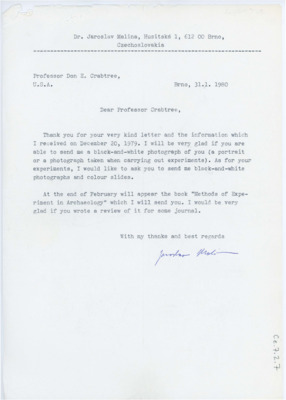 Dr. Jaroslav Malina, Husitská 1, 612 00 Brno,
Czechoslovakia
Professor Don E. Crabtree,
U.S.A.
Brno, 31.1. 1980
Dear Professor Crabtree,
Thank you for your very kind letter and the information which
I received on December 20, 1979. I will be very glad if you are
able to send me a black-and-white photograph of you (a portrait
or a photograph taken when carrying out experiments). As for your
experiments, I would like to ask you to send me black-and-white
photographs and colour slides.
At the end of February will appear the book "Methods of Expe-
riment in Archaeology" which I will send you. I would be very
glad if you wrote a review of it for some journal.
With my thanks and best regards